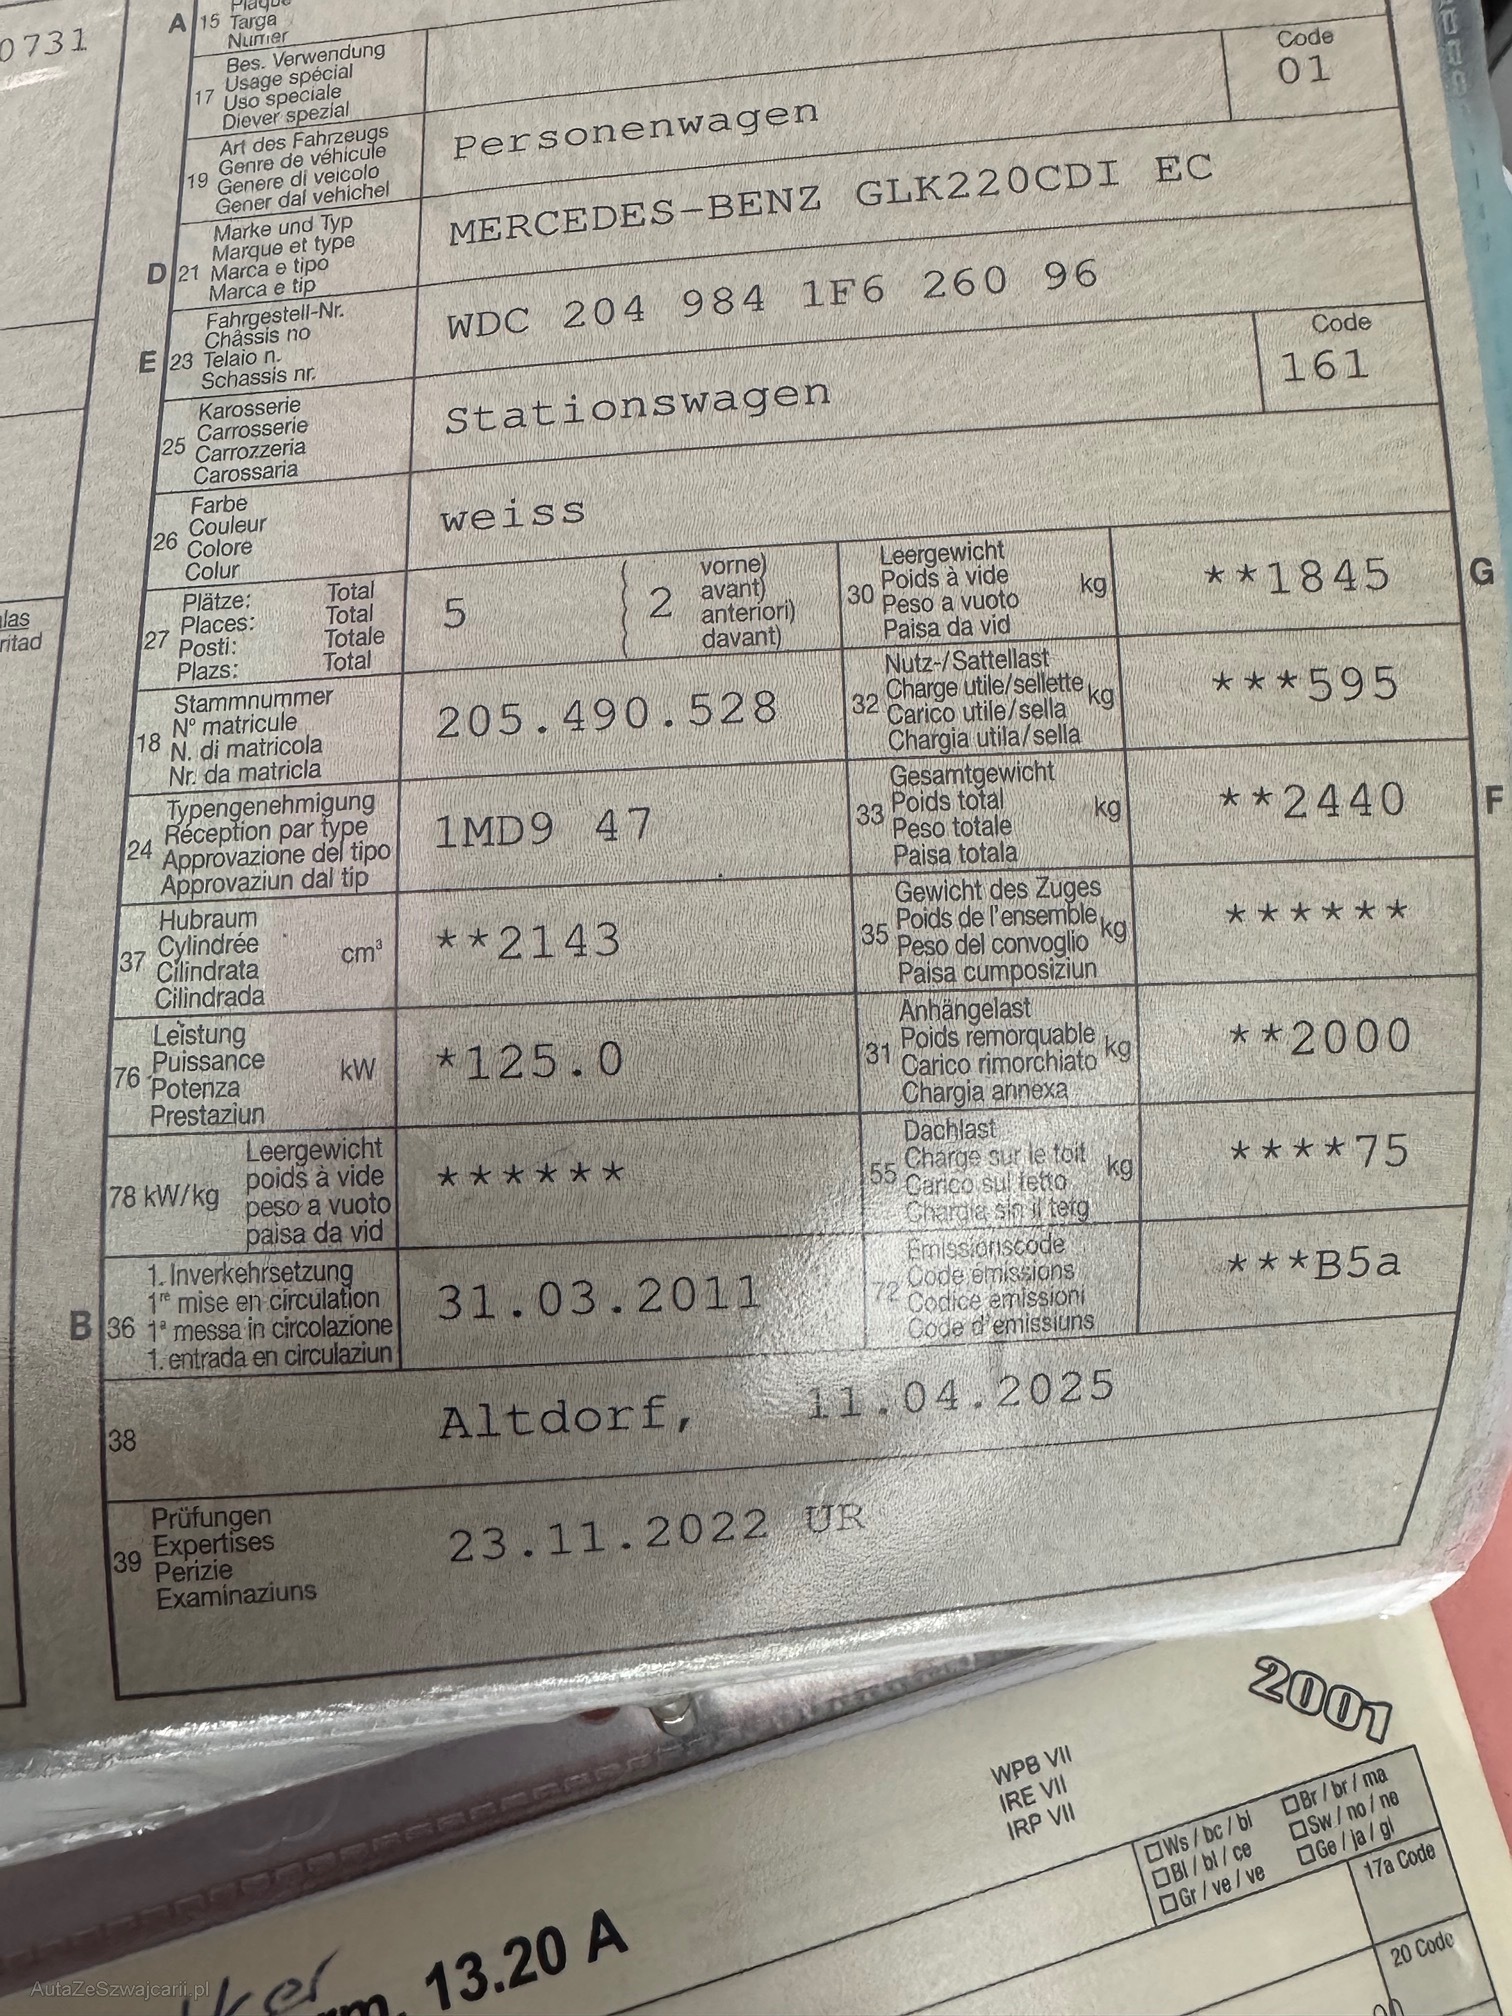 0731
A 15 Targa
Numer
17 Bes. Verwendung
Usage spécial
Uso speciale
Diever spezial
Code
01
19 Art des Fahrzeugs
Genre de véhicule
Genere di veicolo
Gener dal vehichel
Personenwagen
D 21 Marke und Typ
Marque et type
Marca e tipo
Marca e tip
MERCEDES-BENZ GLK220CDI EC
E 23 Fahrgestell-Nr.
Châssis no
Telaio n.
Schassis nr.
WDC 204 984 1F6 260 96
25 Karosserie
Carrosserie
Carrozzeria
Carossaria
Stationswagen
Code
161
26 Farbe
Couleur
Colore
Colur
weiss
27 Plätze: Total
Places: Total
Posti: Totale
Plazs: Total
5 ( 2 vorne)
avant)
anteriori)
davant)
30 Leergewicht
Poids à vide
Peso a vuoto
Paisa da vid
kg
**1845
G
18 Stammnummer
N° matricule
N. di matricola
Nr. da matricla
205.490.528
32 Nutz-/Sattellast
Charge utile/sellette
Carico utile/sella
Chargia utila/sella
kg
***595
24 Typengenehmigung
Réception par type
Approvazione del tipo
Approvaziun dal tip
1MD9 47
33 Gesamtgewicht
Poids total
Peso totale
Paisa totala
kg
**2440
F
37 Hubraum
Cylindrée
Cilindrata
Cilindrada
cm³
**2143
35 Gewicht des Zuges
Poids de l'ensemble
Peso del convoglio
Paisa cumposiziun
kg
******
76 Leistung
Puissance
Potenza
Prestaziun
kW
*125.0
31 Anhängelast
Poids remorquable
Carico rimorchiato
Chargia annexa
kg
**2000
78 kW/kg Leergewicht
poids à vide
peso a vuoto
paisa da vid
******
55 Dachlast
Charge sur le toit
Carico sul tetto
Chargia sin il terg
kg
****75
B 36 1. Inverkehrsetzung
1re mise en circulation
1a messa in circolazione
1. entrada en circulaziun
31.03.2011
72 Emissionscode
Code émissions
Codice emissioni
Code d'emissiuns
***B5a
38
Altdorf, 11.04.2025
39 Prüfungen
Expertises
Perizie
Examinaziuns
23.11.2022 UR
2001
WPB VII
IRE VII
IRP VII
Ws / bc / bi
Bl / bl / ce
Gr / ve / ve
Br / br / ma
Sw / no / ne
Ge / ja / gl
17a Code
20 Code
13.20 A
AutaZeSzwajcarii.pl